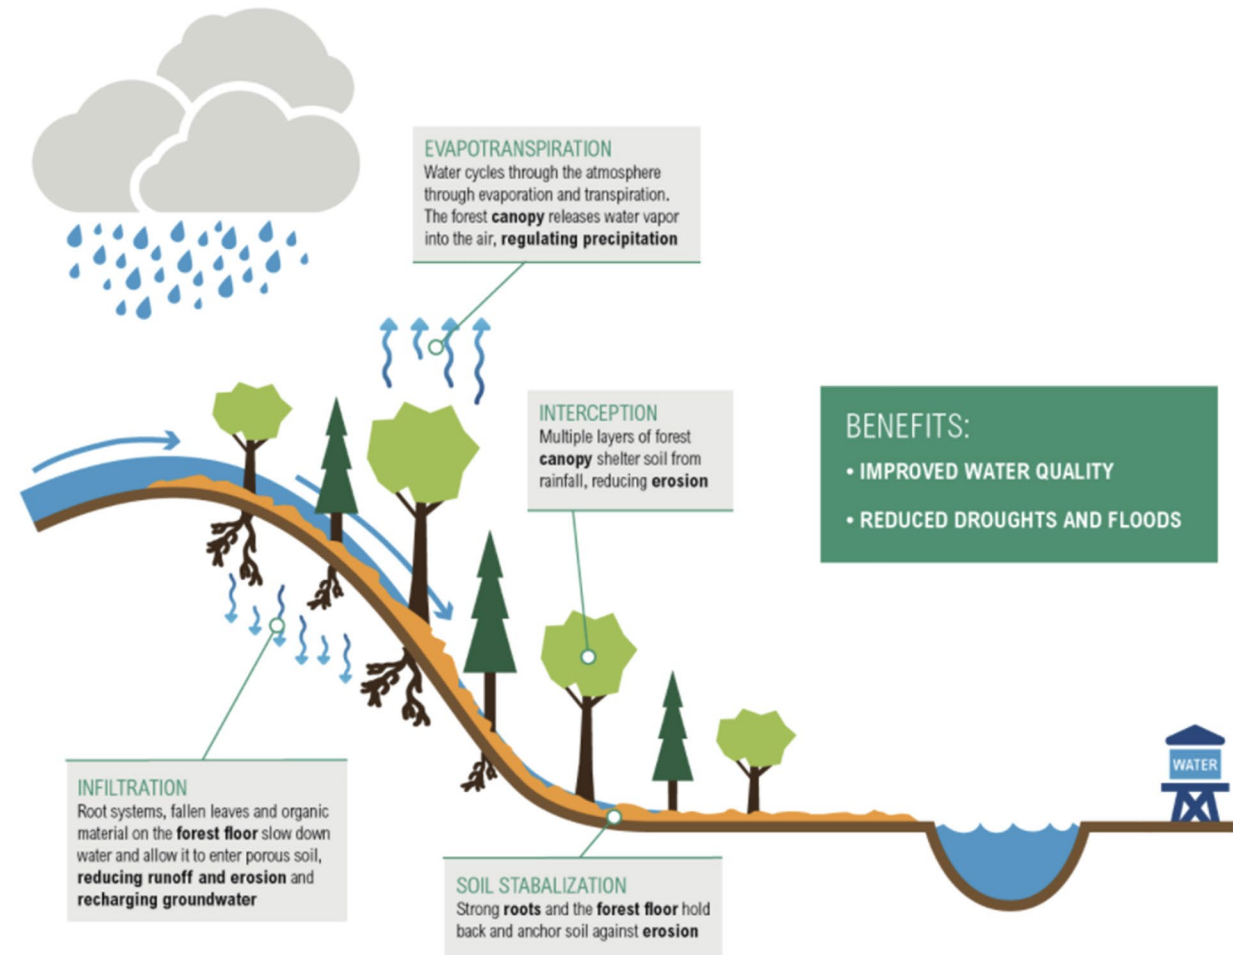 EVAPOTRANSPIRATION
Water cycles through the atmosphere
through evaporation and transpiration.
The forest canopy releases water vapor
into the air, regulating precipitation
INTERCEPTION
Multiple layers of forest
canopy shelter soil from
rainfall, reducing erosion
BENEFITS:
• IMPROVED WATER QUALITY
• REDUCED DROUGHTS AND FLOODS
WATER
INFILTRATION
Root systems, fallen leaves and organic
material on the forest floor slow down
water and allow it to enter porous soil,
reducing runoff and erosion and
recharging groundwater
SOIL STABALIZATION
Strong roots and the forest floor hold
back and anchor soil against erosion